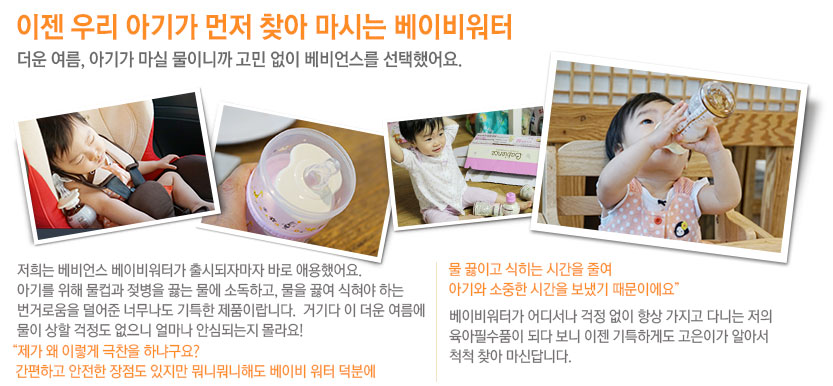 이젠 우리 아기가 먼저 찾아 마시는 베이비워터
더운 여름, 아기가 마실 물이니까 고민 없이 베비언스를 선택했어요.
저희는 베비언스 베이비워터가 출시되자마자 바로 애용했어요.
아기를 위해 물컵과 젖병을 끓는 물에 소독하고, 물을 끓여 식혀야 하는
번거로움을 덜어준 너무나도 기특한 제품이랍니다. 거기다 이 더운 여름에
물이 상할 걱정도 없으니 얼마나 안심되는지 몰라요!
“제가 왜 이렇게 극찬을 하냐구요?
간편하고 안전한 장점도 있지만 뭐니뭐니해도 베이비 워터 덕분에
물 끓이고 식히는 시간을 줄여
아기와 소중한 시간을 보냈기 때문이에요”
베이비워터가 어디서나 걱정 없이 항상 가지고 다니는 저의
육아필수품이 되다 보니 이젠 기특하게도 고은이가 알아서
척척 찾아 마신답니다.